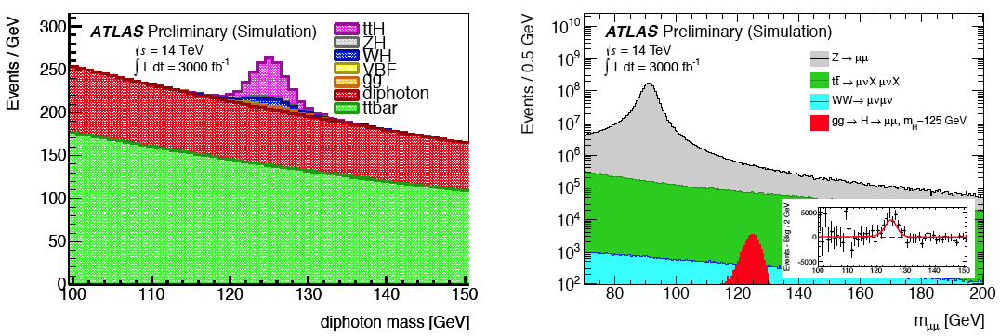 Events / GeV
300
250
200
150
100
50
0
ATLAS Preliminary (Simulation)
√s = 14 TeV
∫ L dt = 3000 fb⁻¹
ttH
ZH
WH
VBF
gg
diphoton
ttbar
100 110 120 130 140 150
diphoton mass [GeV]
Events / 0.5 GeV
10¹⁰
10⁹
10⁸
10⁷
10⁶
10⁵
10⁴
10³
10²
ATLAS Preliminary (Simulation)
√s = 14 TeV
∫ L dt = 3000 fb⁻¹
Z → μμ
tt̄ → μνX μνX
WW→ μνμν
gg → H → μμ, m_H=125 GeV
Events - Bkg / 2 GeV
5000
0
-5000
100 110 120 130 140 150
80 100 120 140 160 180 200
m_μμ [GeV]